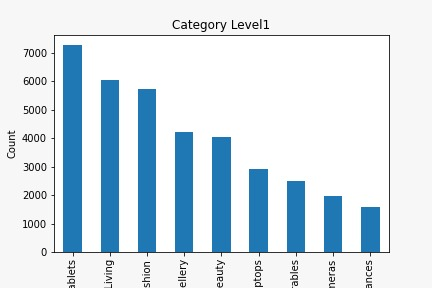 Category Level1
Count
7000
6000
5000
4000
3000
2000
1000
0
ablets
Living
shion
ellery
eauty
ptops
rables
neras
ances